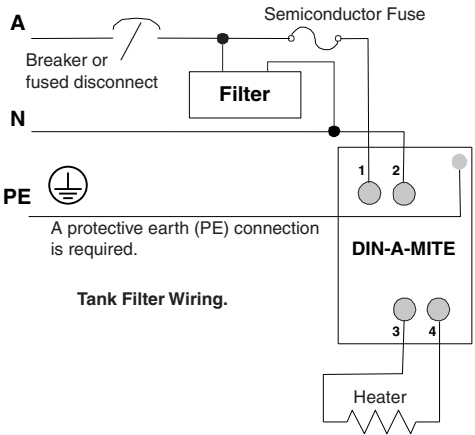 A
Semiconductor Fuse
Breaker or
fused disconnect
Filter
N
1
2
PE
A protective earth (PE) connection
is required.
DIN-A-MITE
Tank Filter Wiring.
3
4
Heater